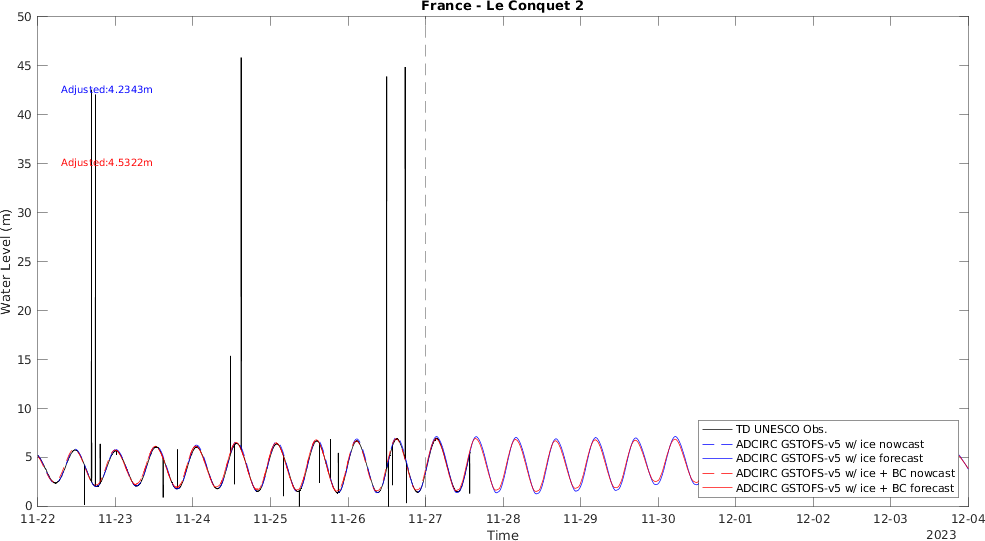 France - Le Conquet 2
50
45
40
35
30
25
20
15
10
5
0
Water Level (m)
Adjusted:4.2343m
Adjusted:4.5322m
TD UNESCO Obs.
ADCIRC GSTOFS-v5 w/ ice nowcast
ADCIRC GSTOFS-v5 w/ ice forecast
ADCIRC GSTOFS-v5 w/ ice + BC nowcast
ADCIRC GSTOFS-v5 w/ ice + BC forecast
11-22 11-23 11-24 11-25 11-26 11-27 11-28 11-29 11-30 12-01 12-02 12-03 12-04
Time
2023